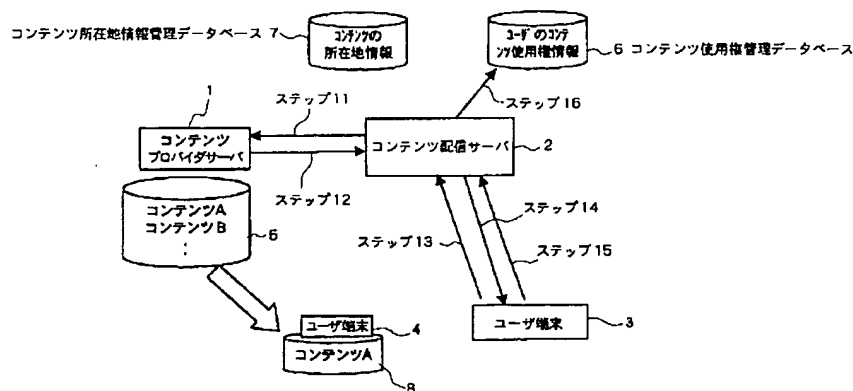 コンテンツ所在地情報管理データベース 7
コンテンツの
所在地情報
ユーザのコンテ
ンツ使用権情報
6 コンテンツ使用権管理データベース
1
ステップ11
ステップ16
コンテンツ
プロバイダサーバ
コンテンツ配信サーバ
2
ステップ12
コンテンツA
コンテンツB
⋮
5
ステップ13
ステップ14
ステップ15
ユーザ端末
4
コンテンツA
8
ユーザ端末
3